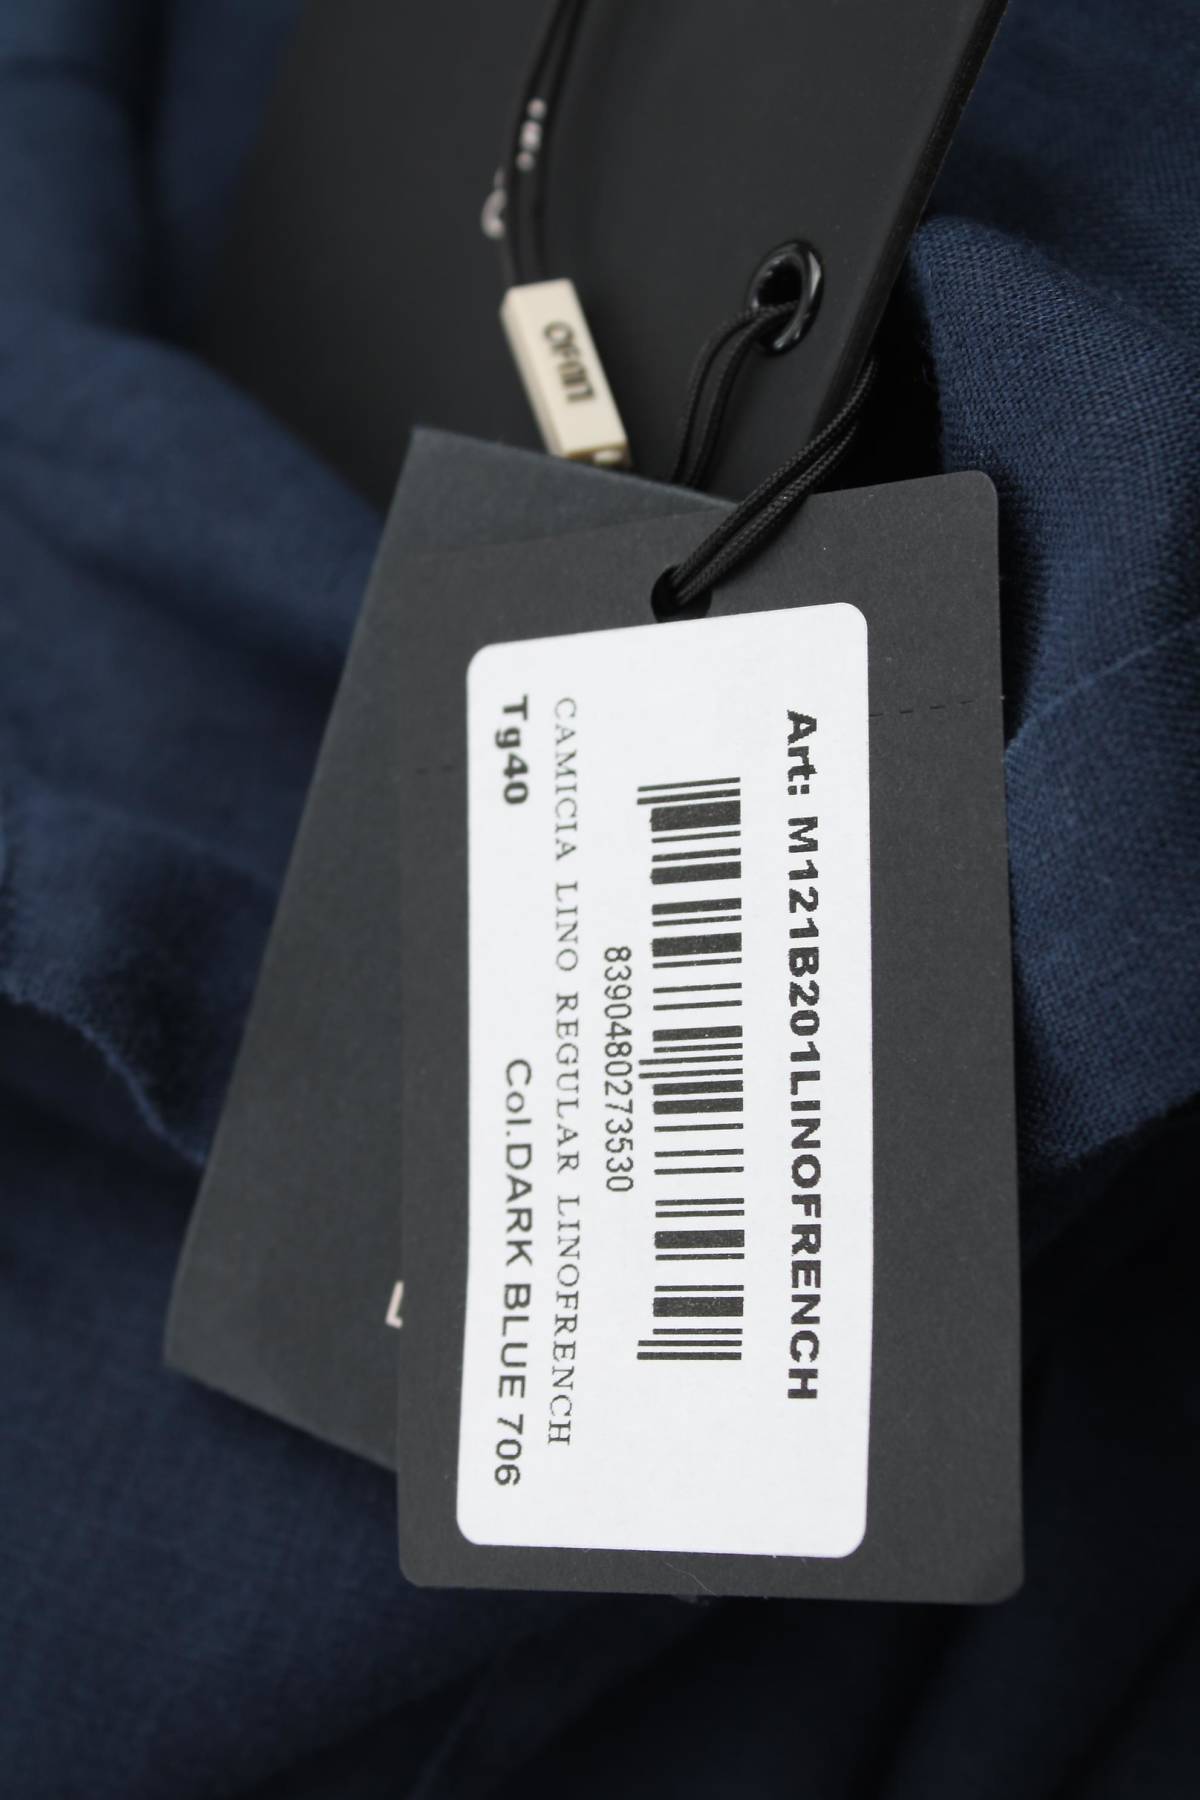 Art: M121B201LINOFRENCH
8390480273530
CAMICIA LINO REGULAR LINOFRENCH
Tg40 Col.DARK BLUE 706